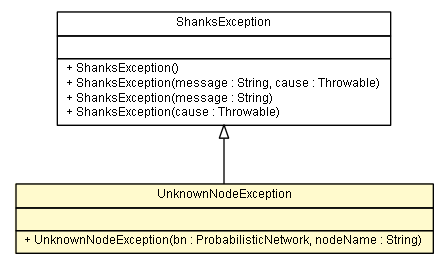 ShanksException
+ ShanksException()
+ ShanksException(message : String, cause : Throwable)
+ ShanksException(message : String)
+ ShanksException(cause : Throwable)
UnknownNodeException
+ UnknownNodeException(bn : ProbabilisticNetwork, nodeName : String)